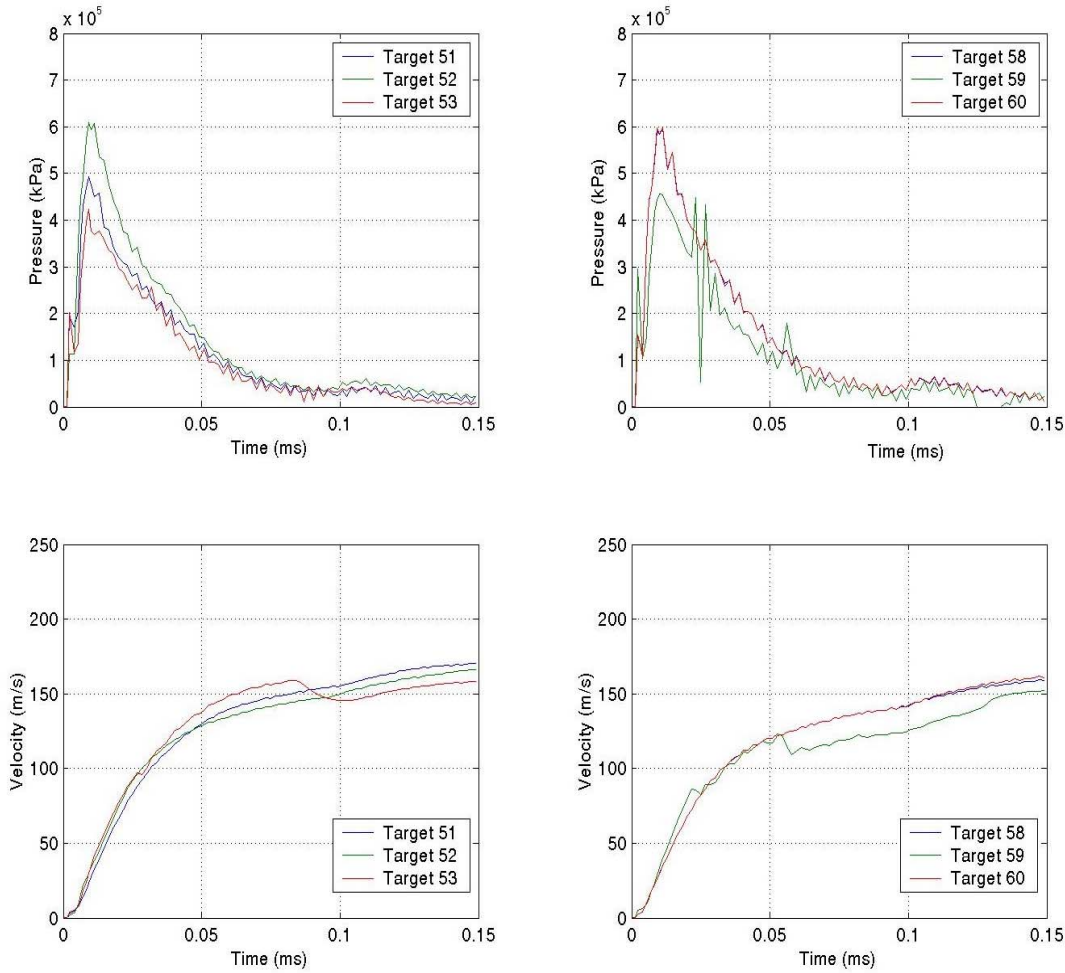 x 10⁵
8
7
6
5
4
3
2
1
0
Pressure (kPa)
Target 51
Target 52
Target 53
0
0.05
0.1
0.15
Time (ms)
x 10⁵
8
7
6
5
4
3
2
1
0
Pressure (kPa)
Target 58
Target 59
Target 60
0
0.05
0.1
0.15
Time (ms)
250
200
150
100
50
0
Velocity (m/s)
Target 51
Target 52
Target 53
0
0.05
0.1
0.15
Time (ms)
250
200
150
100
50
0
Velocity (m/s)
Target 58
Target 59
Target 60
0
0.05
0.1
0.15
Time (ms)